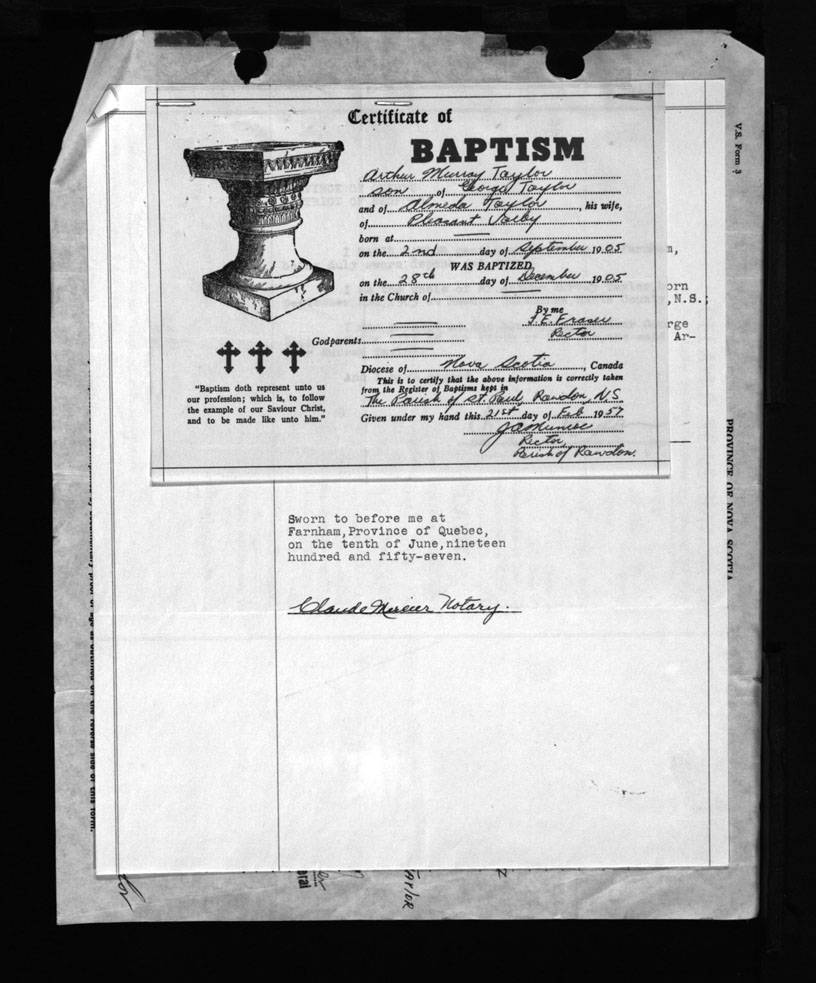 Certificate of
BAPTISM
Arthur Murray Taylor
son of George Taylor
and of Almeda Taylor, his wife,
of Pleasant Valley
born at
on the 2nd day of September 1905
WAS BAPTIZED
on the 28th day of December 1905
in the Church of
By me
F. E. Fraser
Rector
Godparents
Diocese of Nova Scotia, Canada
This is to certify that the above information is correctly taken
from the Register of Baptisms kept in
The Parish of St. Paul, Rawdon, N.S
Given under my hand this 21st day of Feb 1957
Rector
Parish of Rawdon.
"Baptism doth represent unto us
our profession; which is, to follow
the example of our Saviour Christ,
and to be made like unto him."
orn
,N.S.;
rge
Ar-
V.S. Form 3
PROVINCE OF NOVA SCOTIA
Sworn to before me at
Farnham,Province of Quebec,
on the tenth of June,nineteen
hundred and fifty-seven.
Claude Mercier Notary.